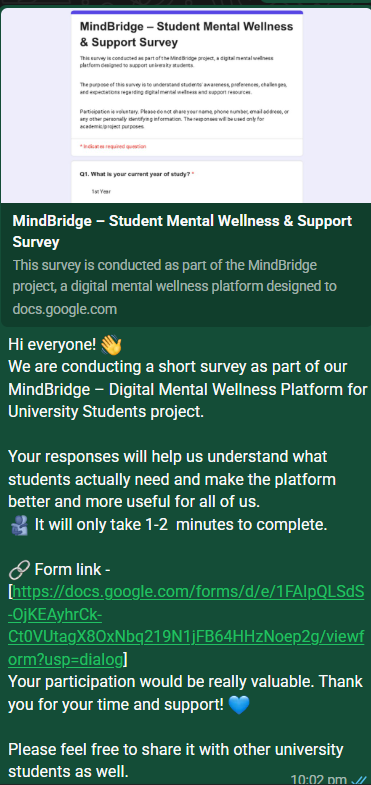 MindBridge – Student Mental Wellness
& Support Survey
This survey is conducted as part of the MindBridge project, a digital mental wellness
platform designed to support university students.
The purpose of this survey is to understand students' awareness, preferences, challenges,
and expectations regarding digital mental wellness and support resources.
Participation is voluntary. Please do not share your name, phone number, email address, or
any other personally identifying information. The responses will be used only for
academic/project purposes.
* Indicates required question
Q1. What is your current year of study? *
1st Year
MindBridge – Student Mental Wellness & Support
Survey
This survey is conducted as part of the MindBridge
project, a digital mental wellness platform designed to
docs.google.com
Hi everyone! 👋
We are conducting a short survey as part of our
MindBridge – Digital Mental Wellness Platform for
University Students project.
Your responses will help us understand what
students actually need and make the platform
better and more useful for all of us.
🫂 It will only take 1-2  minutes to complete.
🔗 Form link -
[https://docs.google.com/forms/d/e/1FAIpQLSdS
-OjKEAyhrCk-
Ct0VUtagX8OxNbq219N1jFB64HHzNoep2g/viewf
orm?usp=dialog]
Your participation would be really valuable. Thank
you for your time and support! 💙
Please feel free to share it with other university
students as well.
10:02 pm